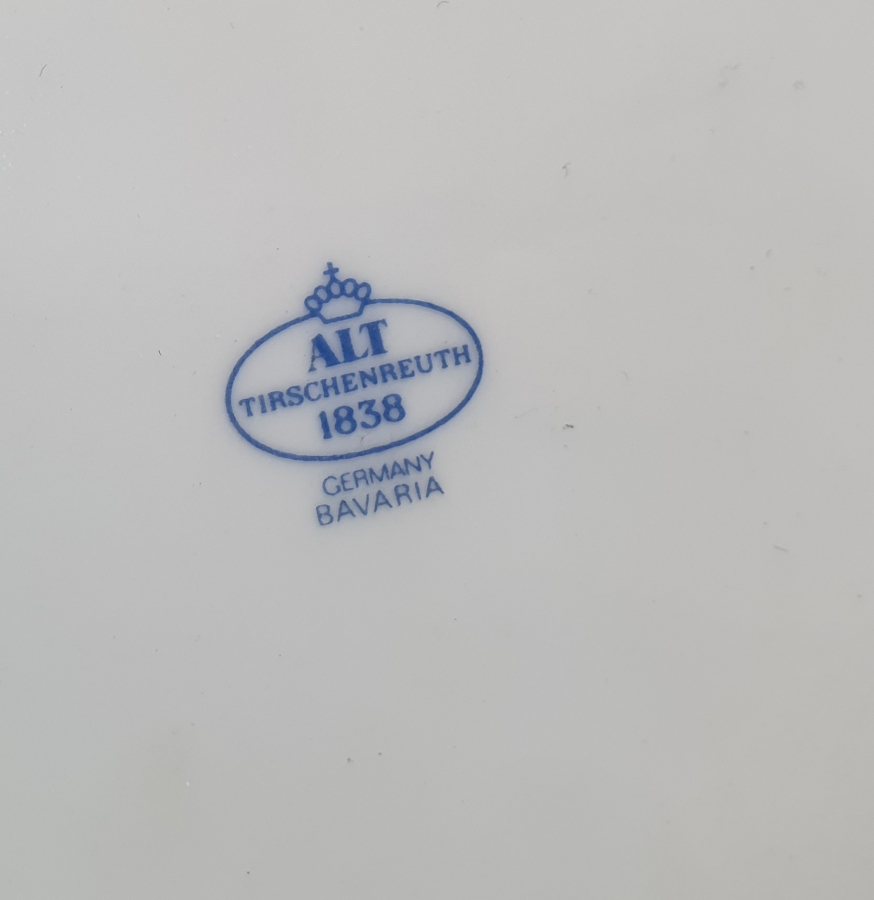 ALT
TIRSCHENREUTH
1838
GERMANY
BAVARIA